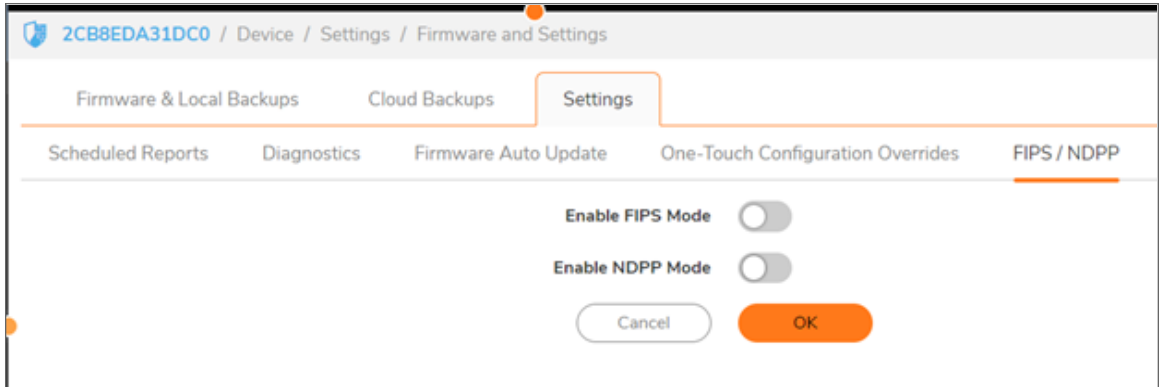 2CB8EDA31DC0 / Device / Settings / Firmware and Settings
Firmware & Local Backups Cloud Backups Settings
Scheduled Reports Diagnostics Firmware Auto Update One-Touch Configuration Overrides FIPS / NDPP
Enable FIPS Mode
Enable NDPP Mode
Cancel OK